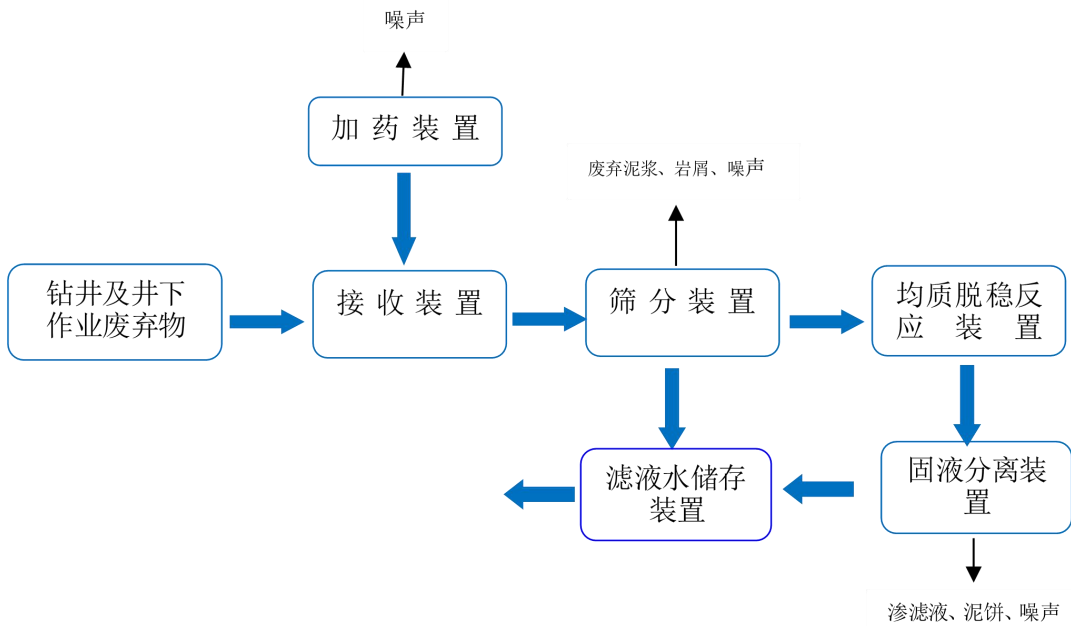 噪声
加药装置
废弃泥浆、岩屑、噪声
钻井及井下
作业废弃物
接收装置
筛分装置
均质脱稳反
应装置
滤液水储存
装置
固液分离装
置
渗滤液、泥饼、噪声